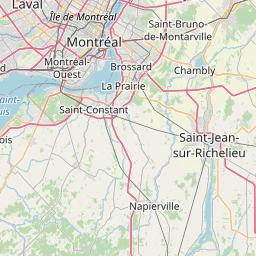 Laval
Île de Montréal
Montréal
Saint-Bruno-
de-Montarville
Montréal-
Ouest
Brossard
Chambly
La Prairie
Saint-Constant
Saint-Jean-
sur-Richelieu
Napierville